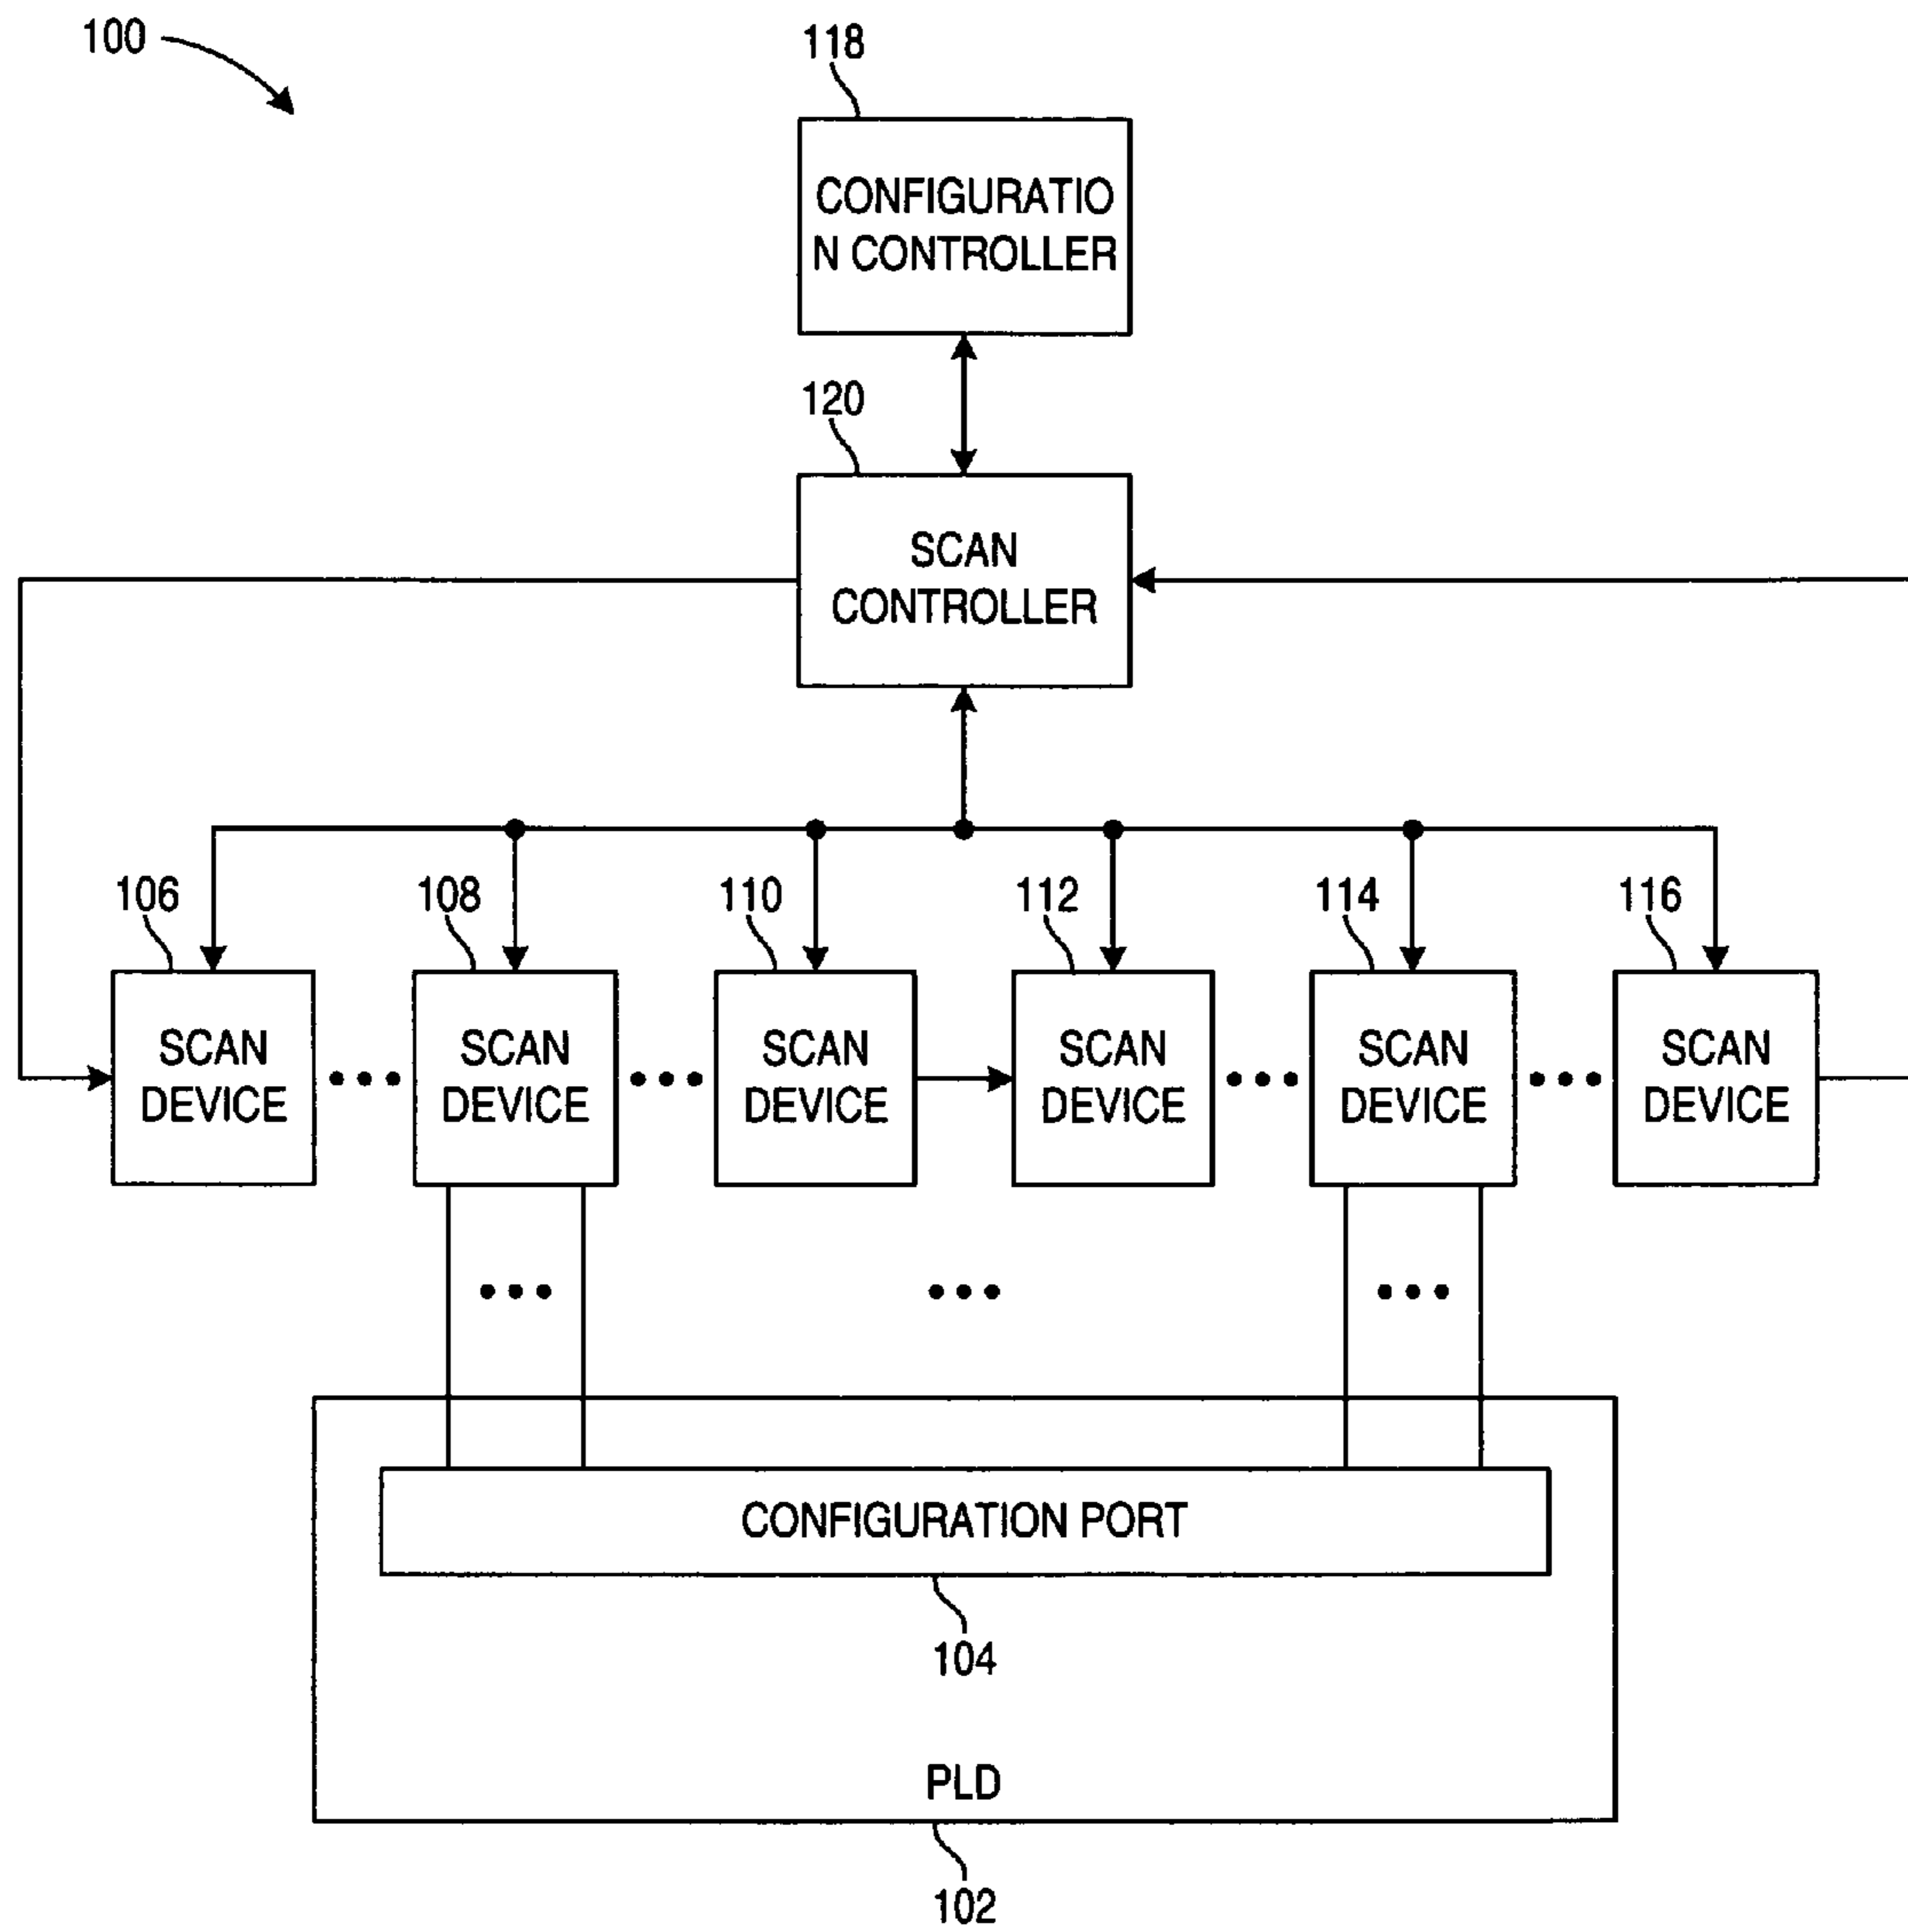 100
118
CONFIGURATIO
N CONTROLLER
120
SCAN
CONTROLLER
106
108
110
112
114
116
SCAN
DEVICE
SCAN
DEVICE
SCAN
DEVICE
SCAN
DEVICE
SCAN
DEVICE
SCAN
DEVICE
CONFIGURATION PORT
104
PLD
102